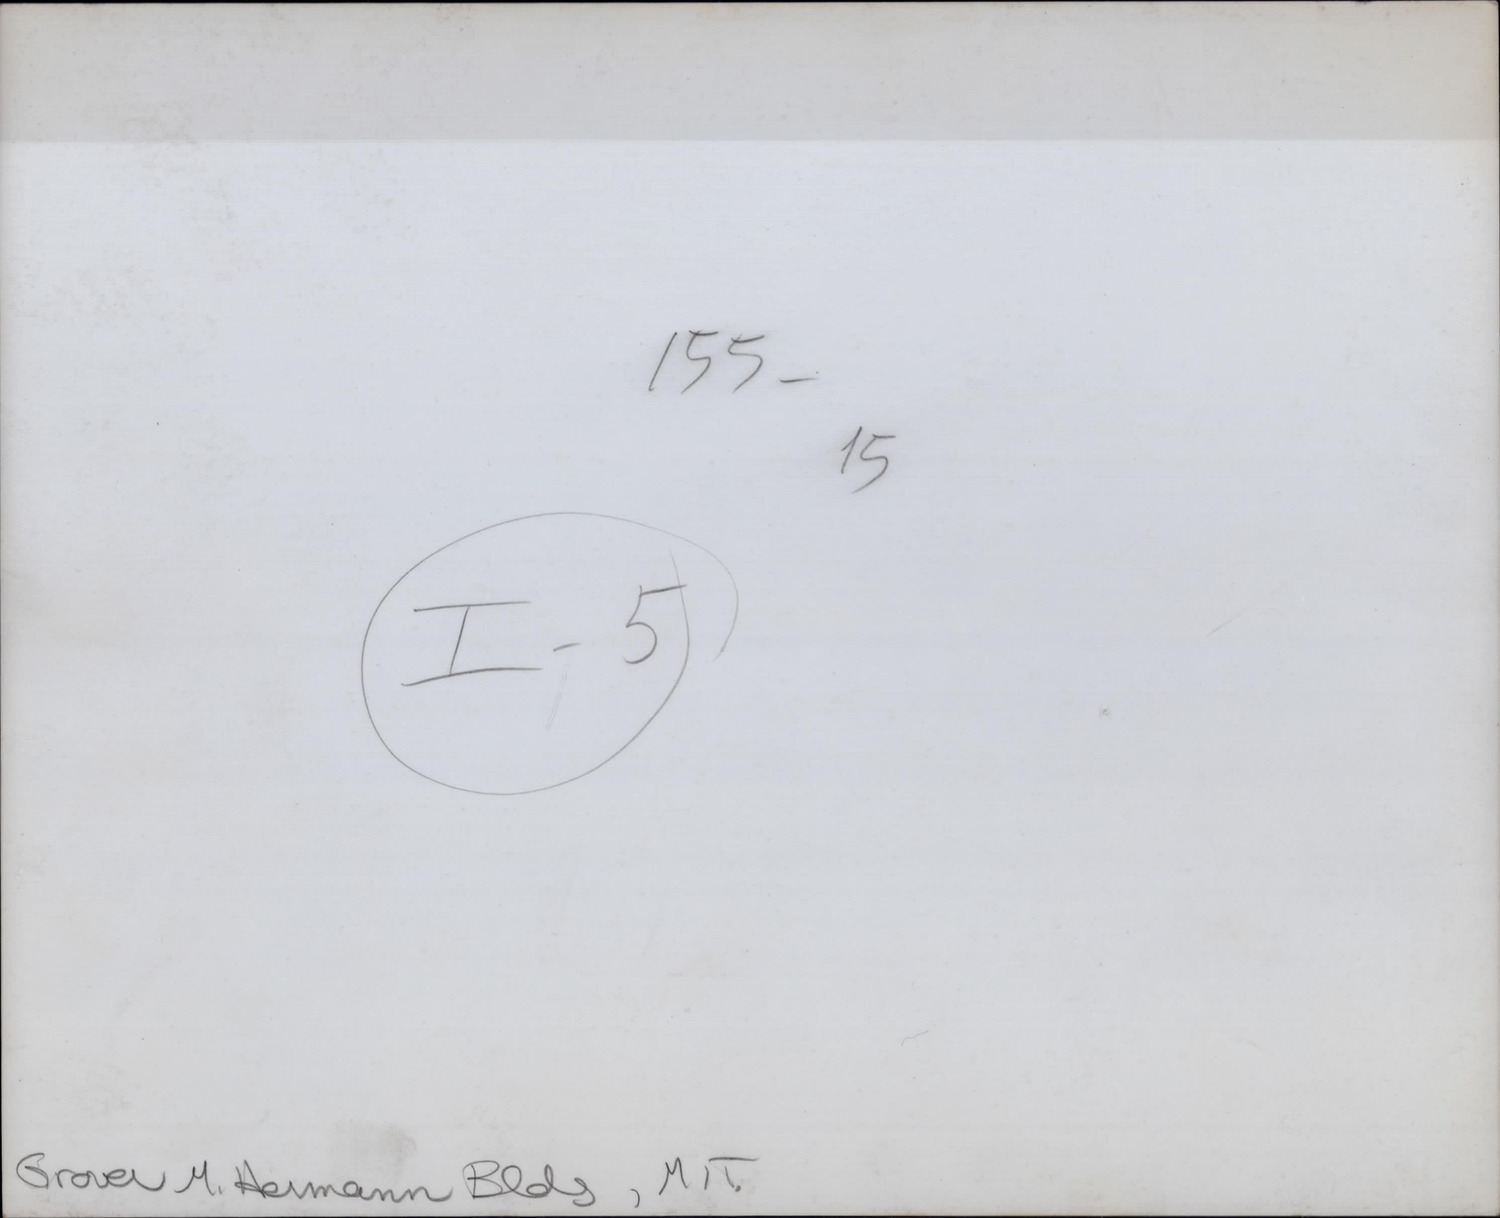 155-
15
I-5
Grover M. Hermann Bldg, MIT.